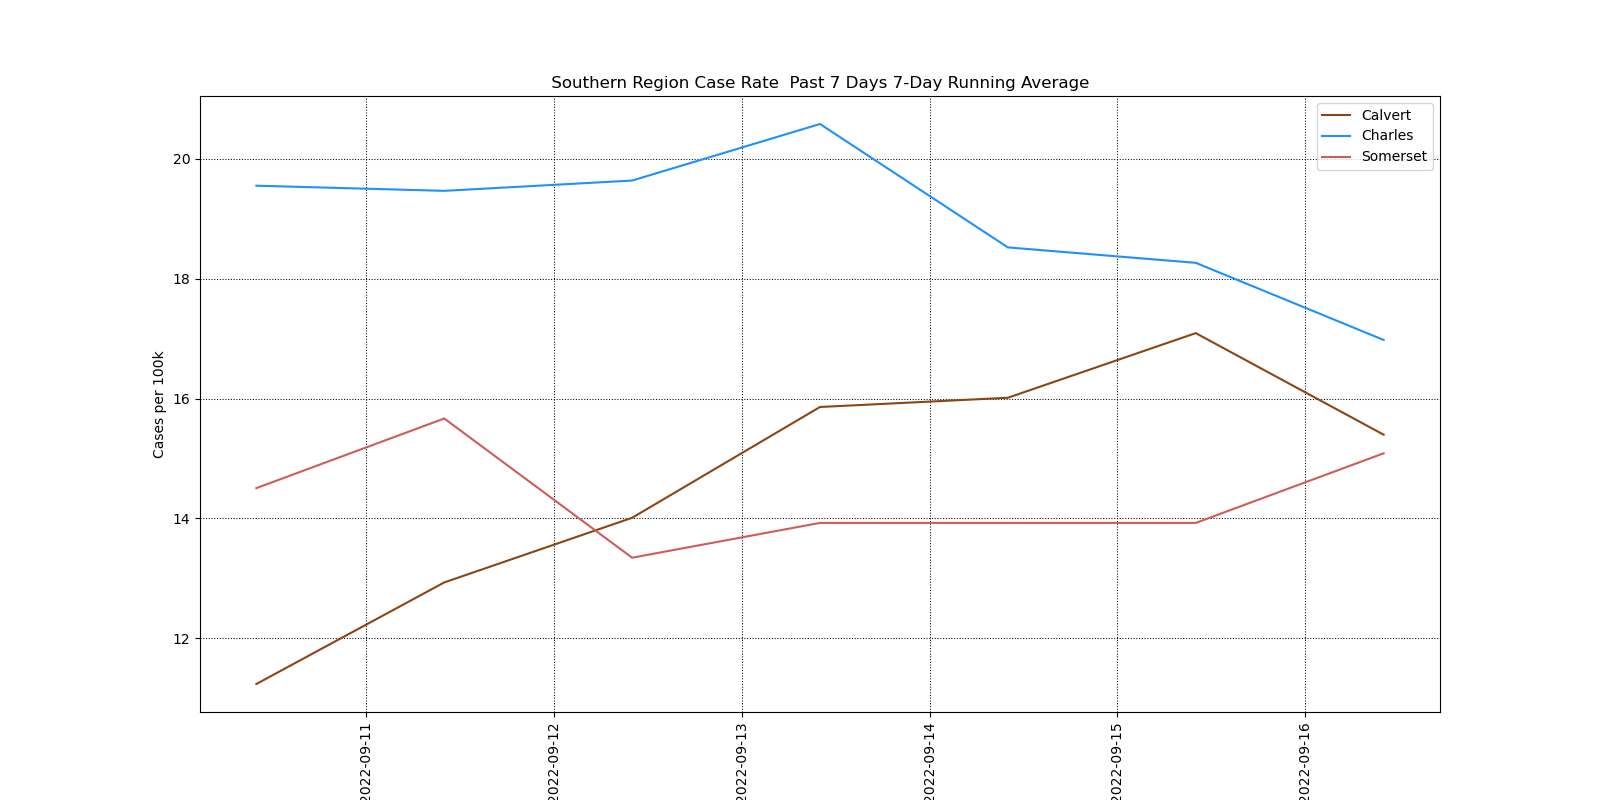 Southern Region Case Rate  Past 7 Days 7-Day Running Average
Calvert
Charles
Somerset
Cases per 100k
20
18
16
14
12
2022-09-11
2022-09-12
2022-09-13
2022-09-14
2022-09-15
2022-09-16